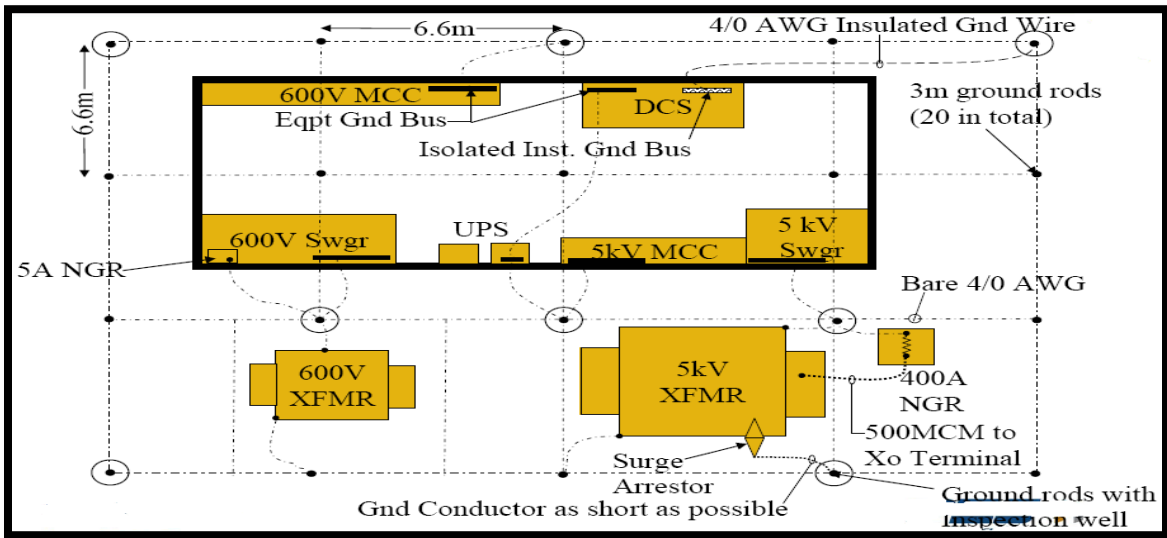 6.6m
4/0 AWG Insulated Gnd Wire
6.6m
600V MCC
Eqpt Gnd Bus
DCS
Isolated Inst. Gnd Bus
3m ground rods
(20 in total)
600V Swgr
UPS
5kV MCC
5 kV
Swgr
5A NGR
Bare 4/0 AWG
600V
XFMR
5kV
XFMR
400A
NGR
500MCM to
Xo Terminal
Surge
Arrestor
Gnd Conductor as short as possible
Ground rods with
Inspection well